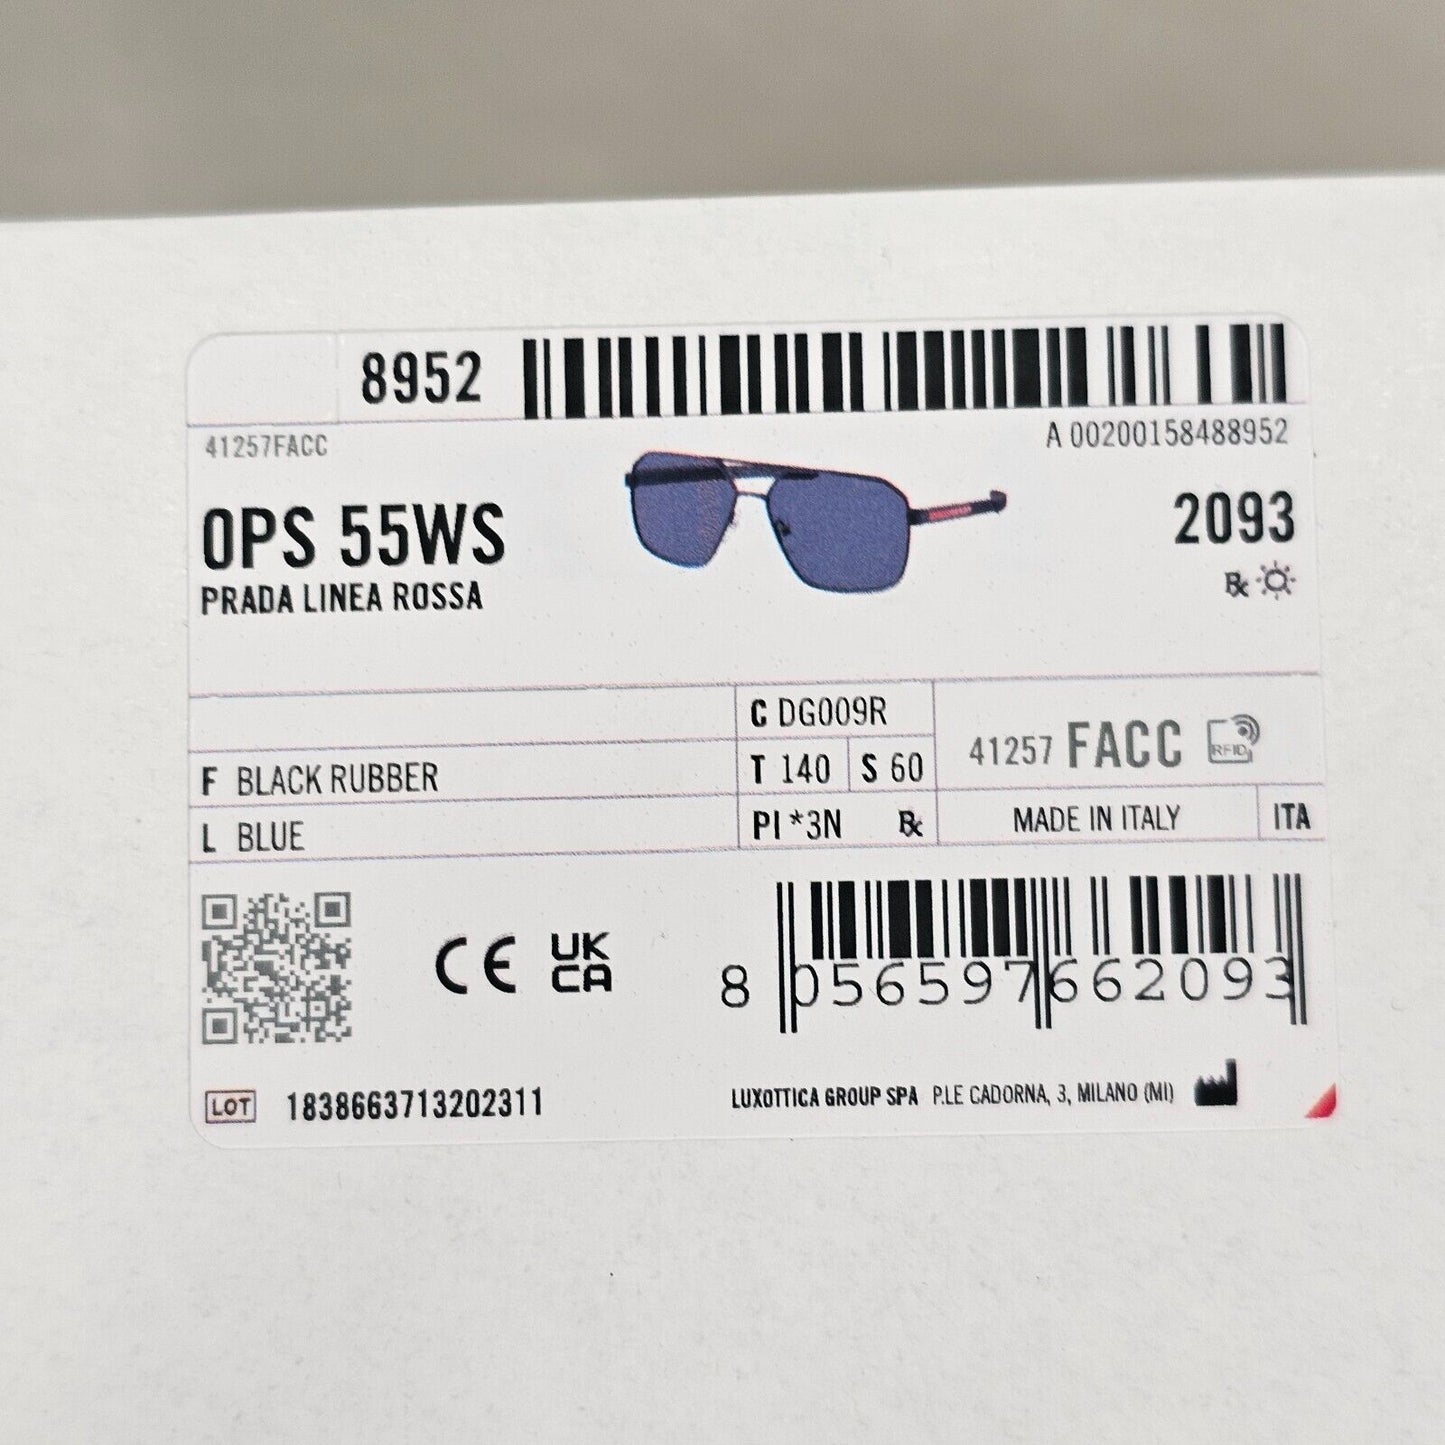 8952
41257FACC
A 00200158488952
0PS 55WS
2093
PRADA LINEA ROSSA
Rx
C DG009R
41257 FACC RFID
F BLACK RUBBER
T 140 S 60
L BLUE
PI *3N Rx
MADE IN ITALY ITA
CE UK CA
8 056597 662093
LOT 1838663713202311
LUXOTTICA GROUP SPA P.LE CADORNA, 3, MILANO (MI)